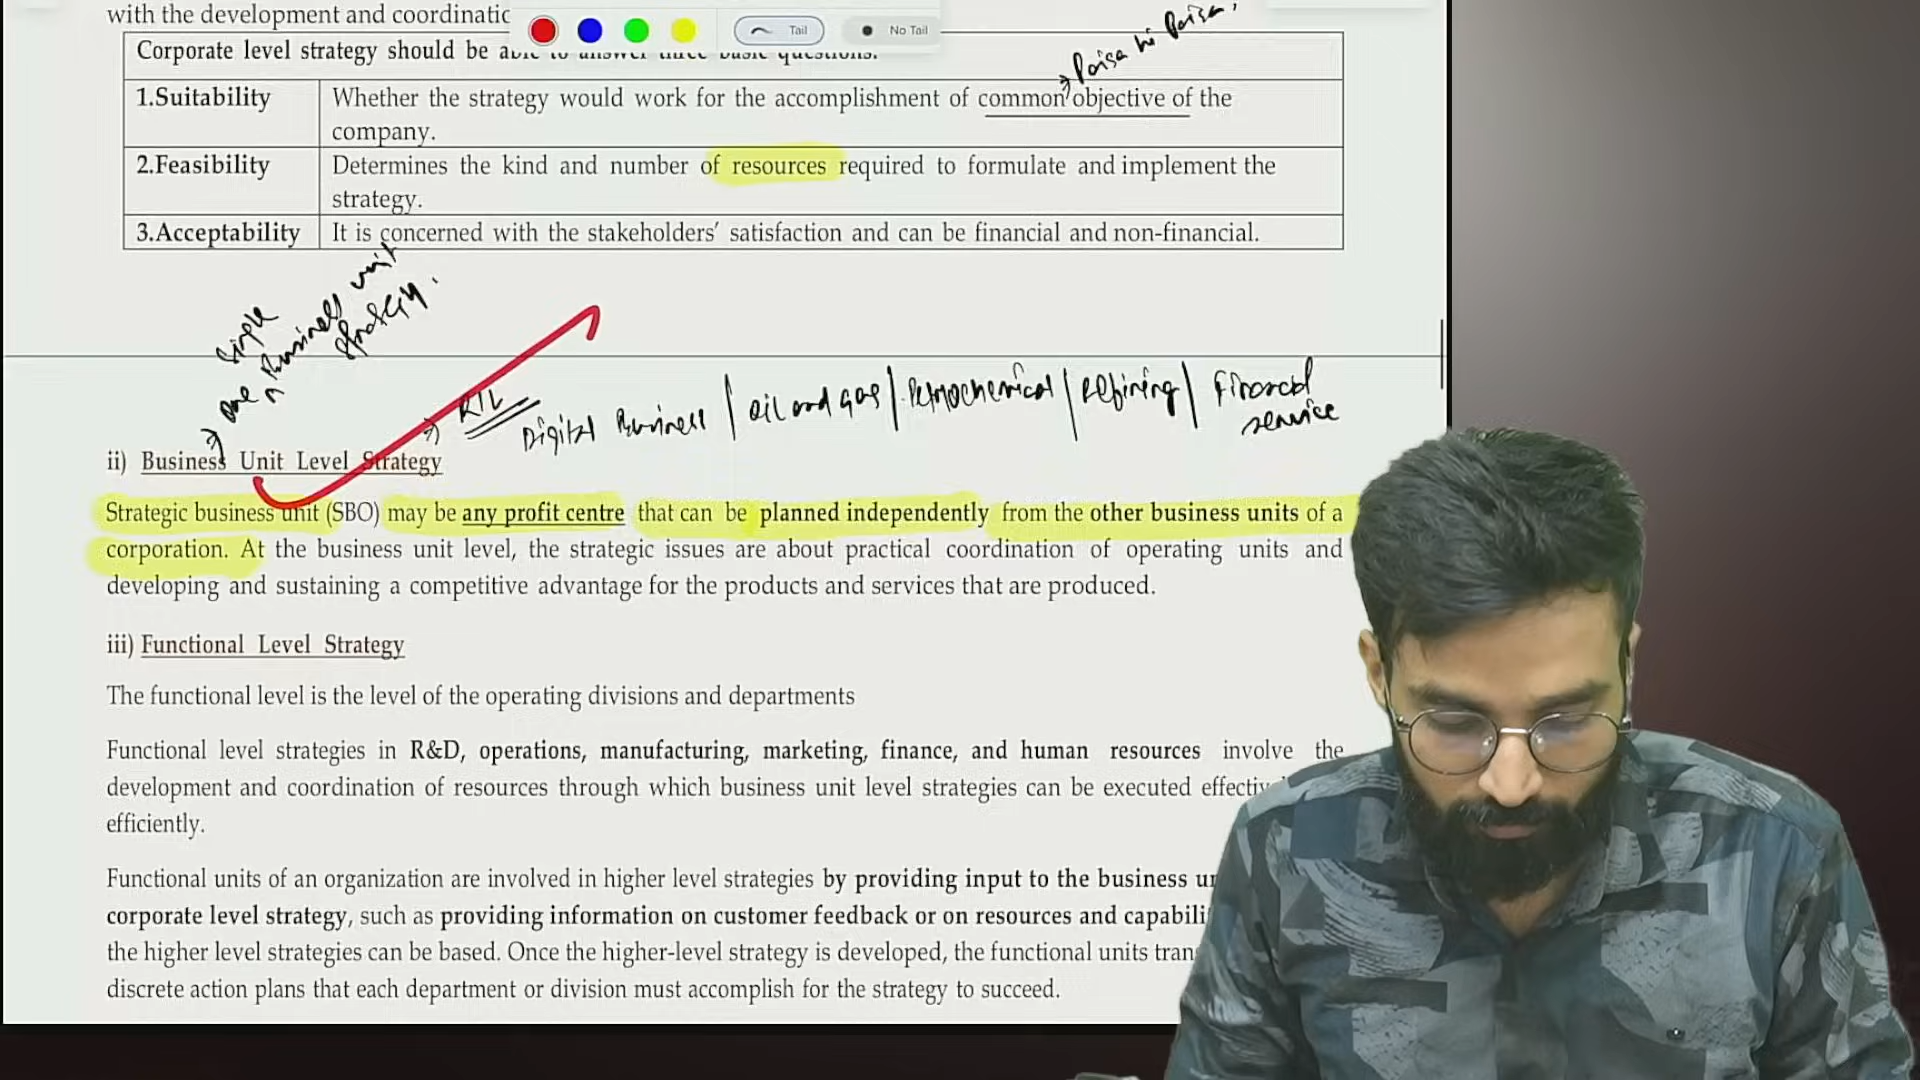 with the development and coordinatio
Tail
No Tail
Corporate level strategy should be able to answer three basic questions.
Paisa hi Paisa.
1.Suitability
Whether the strategy would work for the accomplishment of common objective of the
company.
2.Feasibility
Determines the kind and number of resources required to formulate and implement the
strategy.
3.Acceptability
It is concerned with the stakeholders' satisfaction and can be financial and non-financial.
single
one
Business unit
strategy.
RIL
Digital Business | oil and gas | Petrochemical | Refining | Financial
service
ii) Business Unit Level Strategy
Strategic business unit (SBO) may be any profit centre that can be planned independently from the other business units of a
corporation. At the business unit level, the strategic issues are about practical coordination of operating units and
developing and sustaining a competitive advantage for the products and services that are produced.
iii) Functional Level Strategy
The functional level is the level of the operating divisions and departments
Functional level strategies in R&D, operations, manufacturing, marketing, finance, and human resources involve the
development and coordination of resources through which business unit level strategies can be executed effectiv
efficiently.
Functional units of an organization are involved in higher level strategies by providing input to the business u
corporate level strategy, such as providing information on customer feedback or on resources and capabili
the higher level strategies can be based. Once the higher-level strategy is developed, the functional units tran
discrete action plans that each department or division must accomplish for the strategy to succeed.